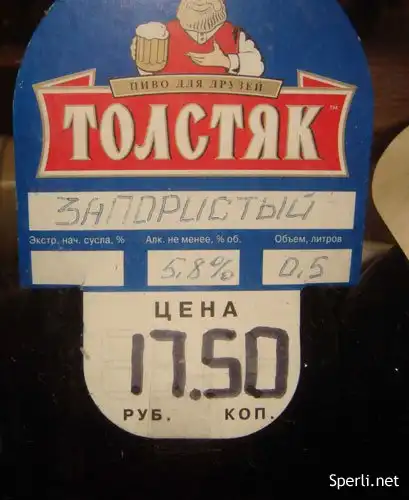 ПИВО ДЛЯ ДРУЗЕЙ
ТОЛСТЯК™
ЗАПОРИСТЫЙ
Экстр. нач. сусла, % Алк. не менее, % об. Объем, литров
5,8% 0,5
ЦЕНА
17.50
РУБ. КОП.
Sperli.net